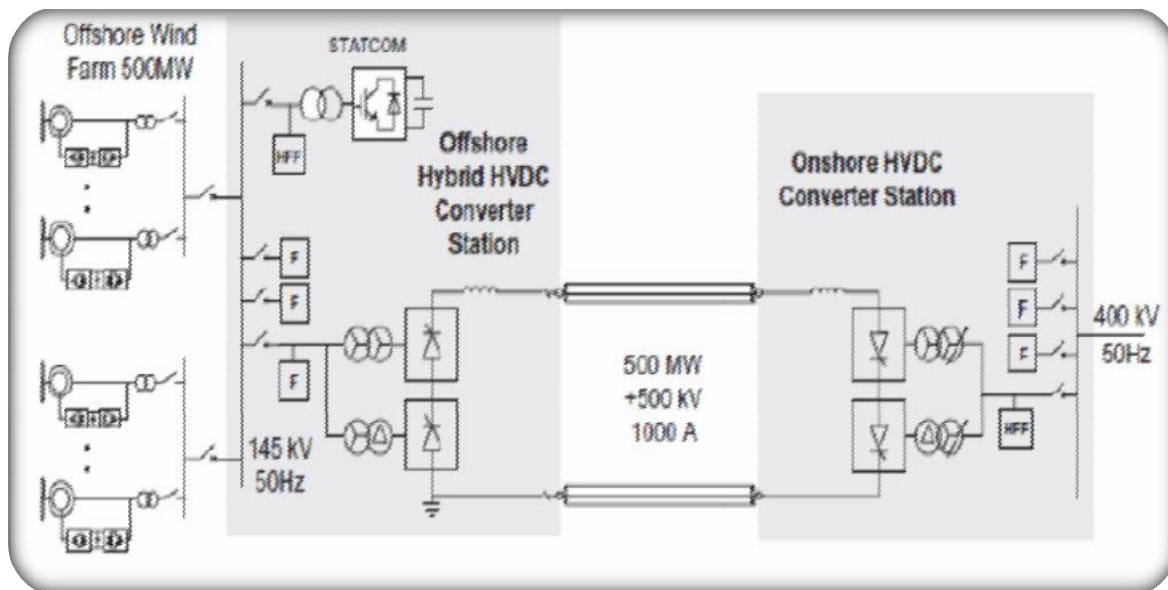 Offshore Wind
Farm 500MW
STATCOM
HFF
Offshore
Hybrid HVDC
Converter
Station
F
F
F
145 kV
50Hz
500 MW
+500 kV
1000 A
Onshore HVDC
Converter Station
F
F
F
HFF
400 kV
50Hz